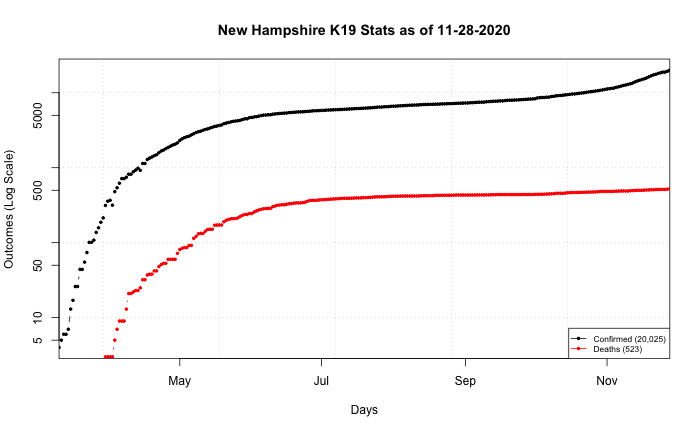 New Hampshire K19 Stats as of 11-28-2020
Outcomes (Log Scale)
5000
500
50
10
5
May
Jul
Sep
Nov
Days
Confirmed (20,025)
Deaths (523)